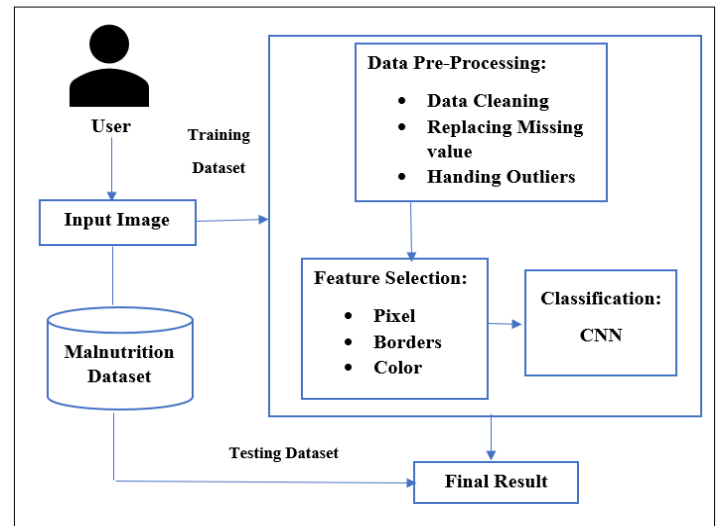 User
Training
Dataset
Input Image
Malnutrition
Dataset
Data Pre-Processing:
• Data Cleaning
• Replacing Missing
value
• Handing Outliers
Feature Selection:
• Pixel
• Borders
• Color
Classification:
CNN
Testing Dataset
Final Result